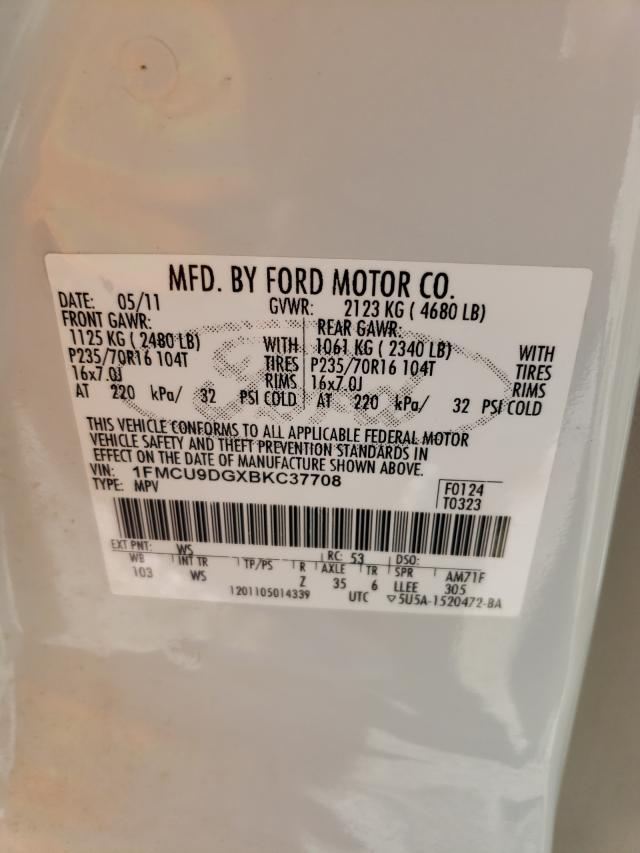 MFD. BY FORD MOTOR CO.
DATE: 05/11 GVWR: 2123 KG ( 4680 LB)
FRONT GAWR: REAR GAWR:
1125 KG ( 2480 LB) WITH 1061 KG ( 2340 LB) WITH
P235/70R16 104T TIRES P235/70R16 104T TIRES
16x7.0J RIMS 16x7.0J RIMS
AT 220 kPa/ 32 PSI COLD AT 220 kPa/ 32 PSI COLD
THIS VEHICLE CONFORMS TO ALL APPLICABLE FEDERAL MOTOR
VEHICLE SAFETY AND THEFT PREVENTION STANDARDS IN
EFFECT ON THE DATE OF MANUFACTURE SHOWN ABOVE.
VIN: 1FMCU9DGXBKC37708
TYPE: MPV
F0124
T0323
EXT PNT: WS RC: 53 DSO:
WB INT TR TP/PS R AXLE TR SPR AM71F
103 WS Z 35 6 LLEE 305
1201105014339 UTC ▽5U5A-1520472-BA
Ford